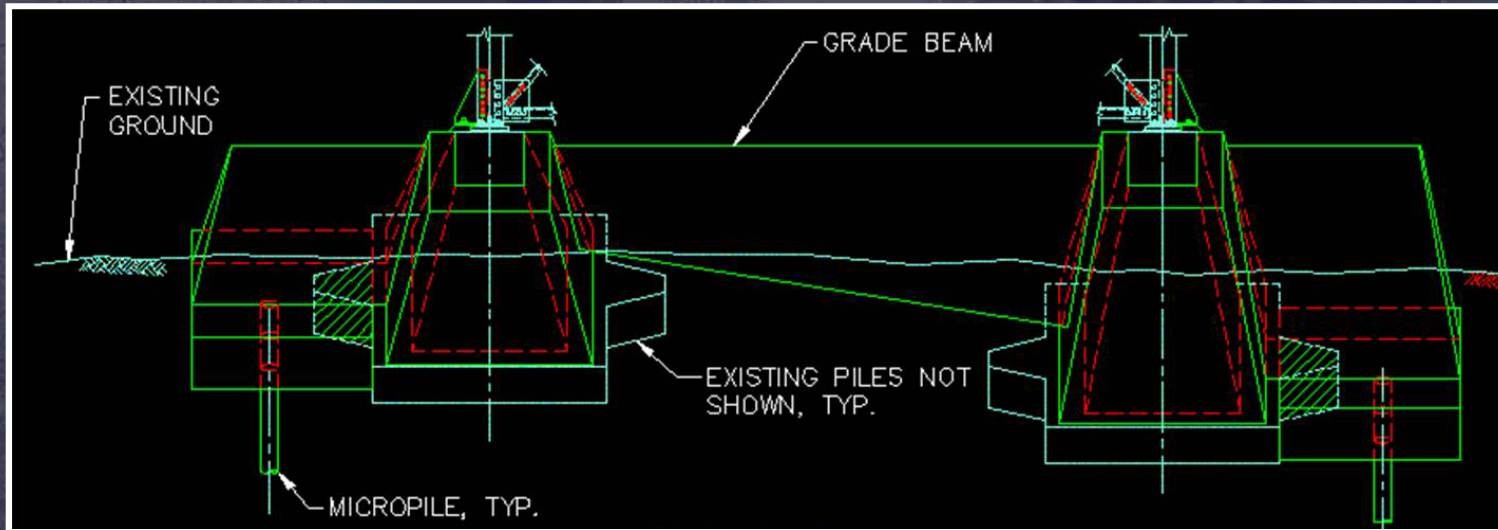 GRADE BEAM
EXISTING
GROUND
EXISTING PILES NOT
SHOWN, TYP.
MICROPILE, TYP.